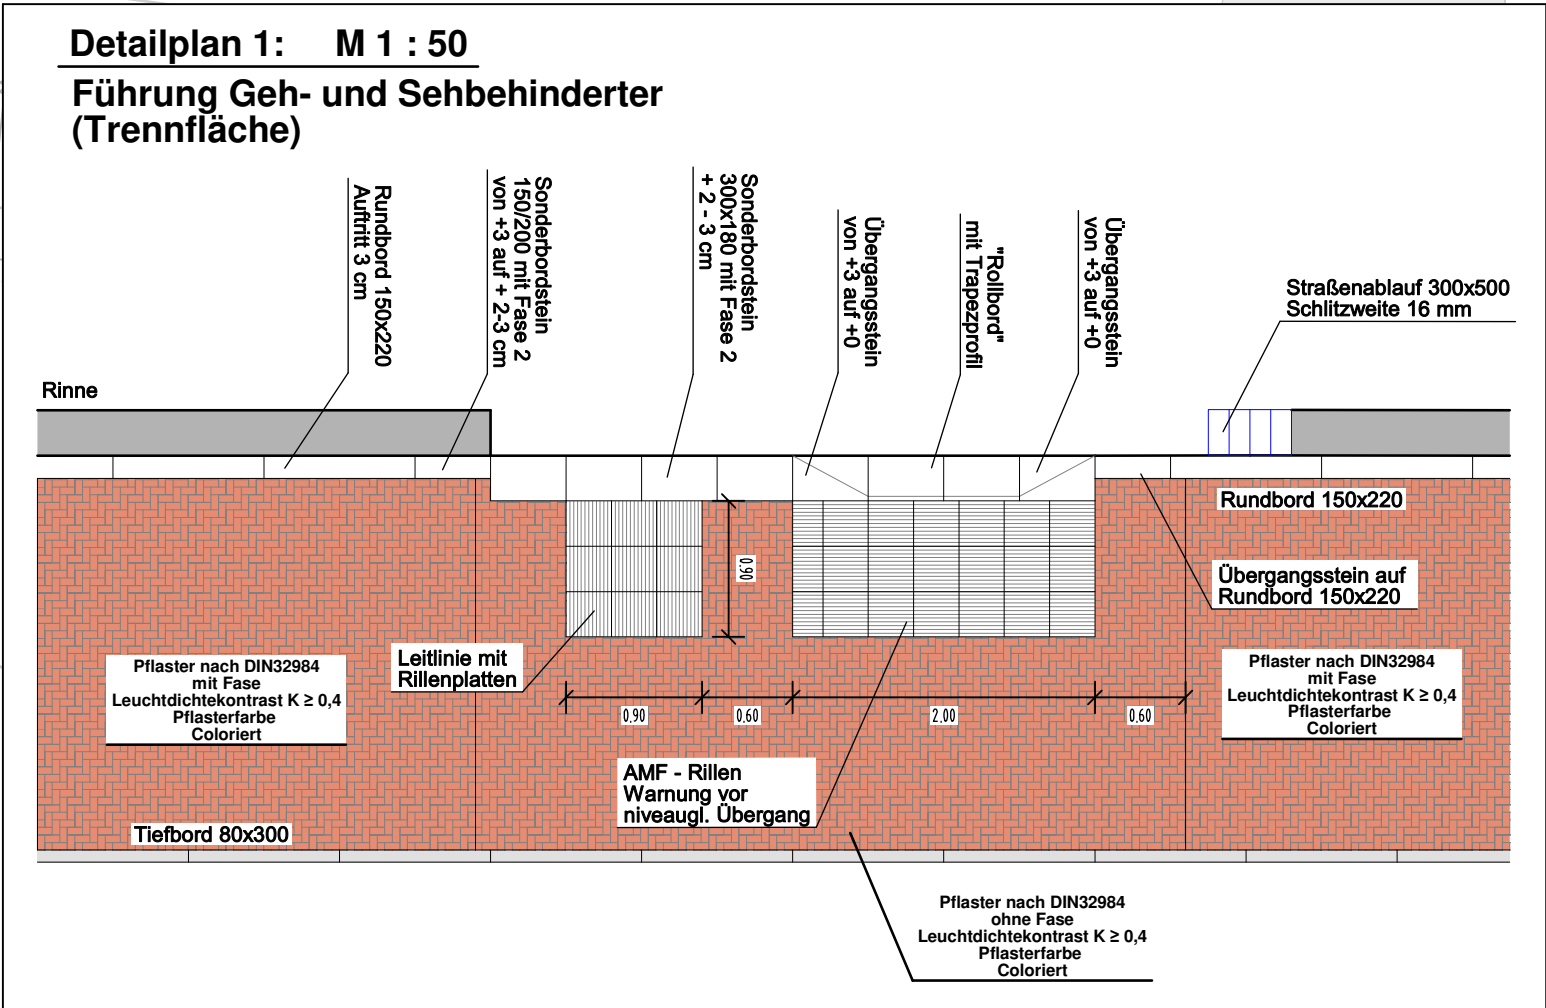 Detailplan 1: M 1 : 50
Führung Geh- und Sehbehinderter
(Trennfläche)
Rundbord 150x220
Auftritt 3 cm
Sonderbordstein
150/200 mit Fase 2
von +3 auf + 2-3 cm
Sonderbordstein
300x180 mit Fase 2
+ 2 - 3 cm
Übergangsstein
von +3 auf +0
"Rollbord"
mit Trapezprofil
Übergangsstein
von +3 auf +0
Straßenablauf 300x500
Schlitzweite 16 mm
Rinne
Rundbord 150x220
0.90
Übergangsstein auf
Rundbord 150x220
Leitlinie mit
Rillenplatten
Pflaster nach DIN32984
mit Fase
Leuchtdichtekontrast K ≥ 0,4
Pflasterfarbe
Coloriert
Pflaster nach DIN32984
mit Fase
Leuchtdichtekontrast K ≥ 0,4
Pflasterfarbe
Coloriert
0.90
0.60
2.00
0.60
AMF - Rillen
Warnung vor
niveaugl. Übergang
Tiefbord 80x300
Pflaster nach DIN32984
ohne Fase
Leuchtdichtekontrast K ≥ 0,4
Pflasterfarbe
Coloriert